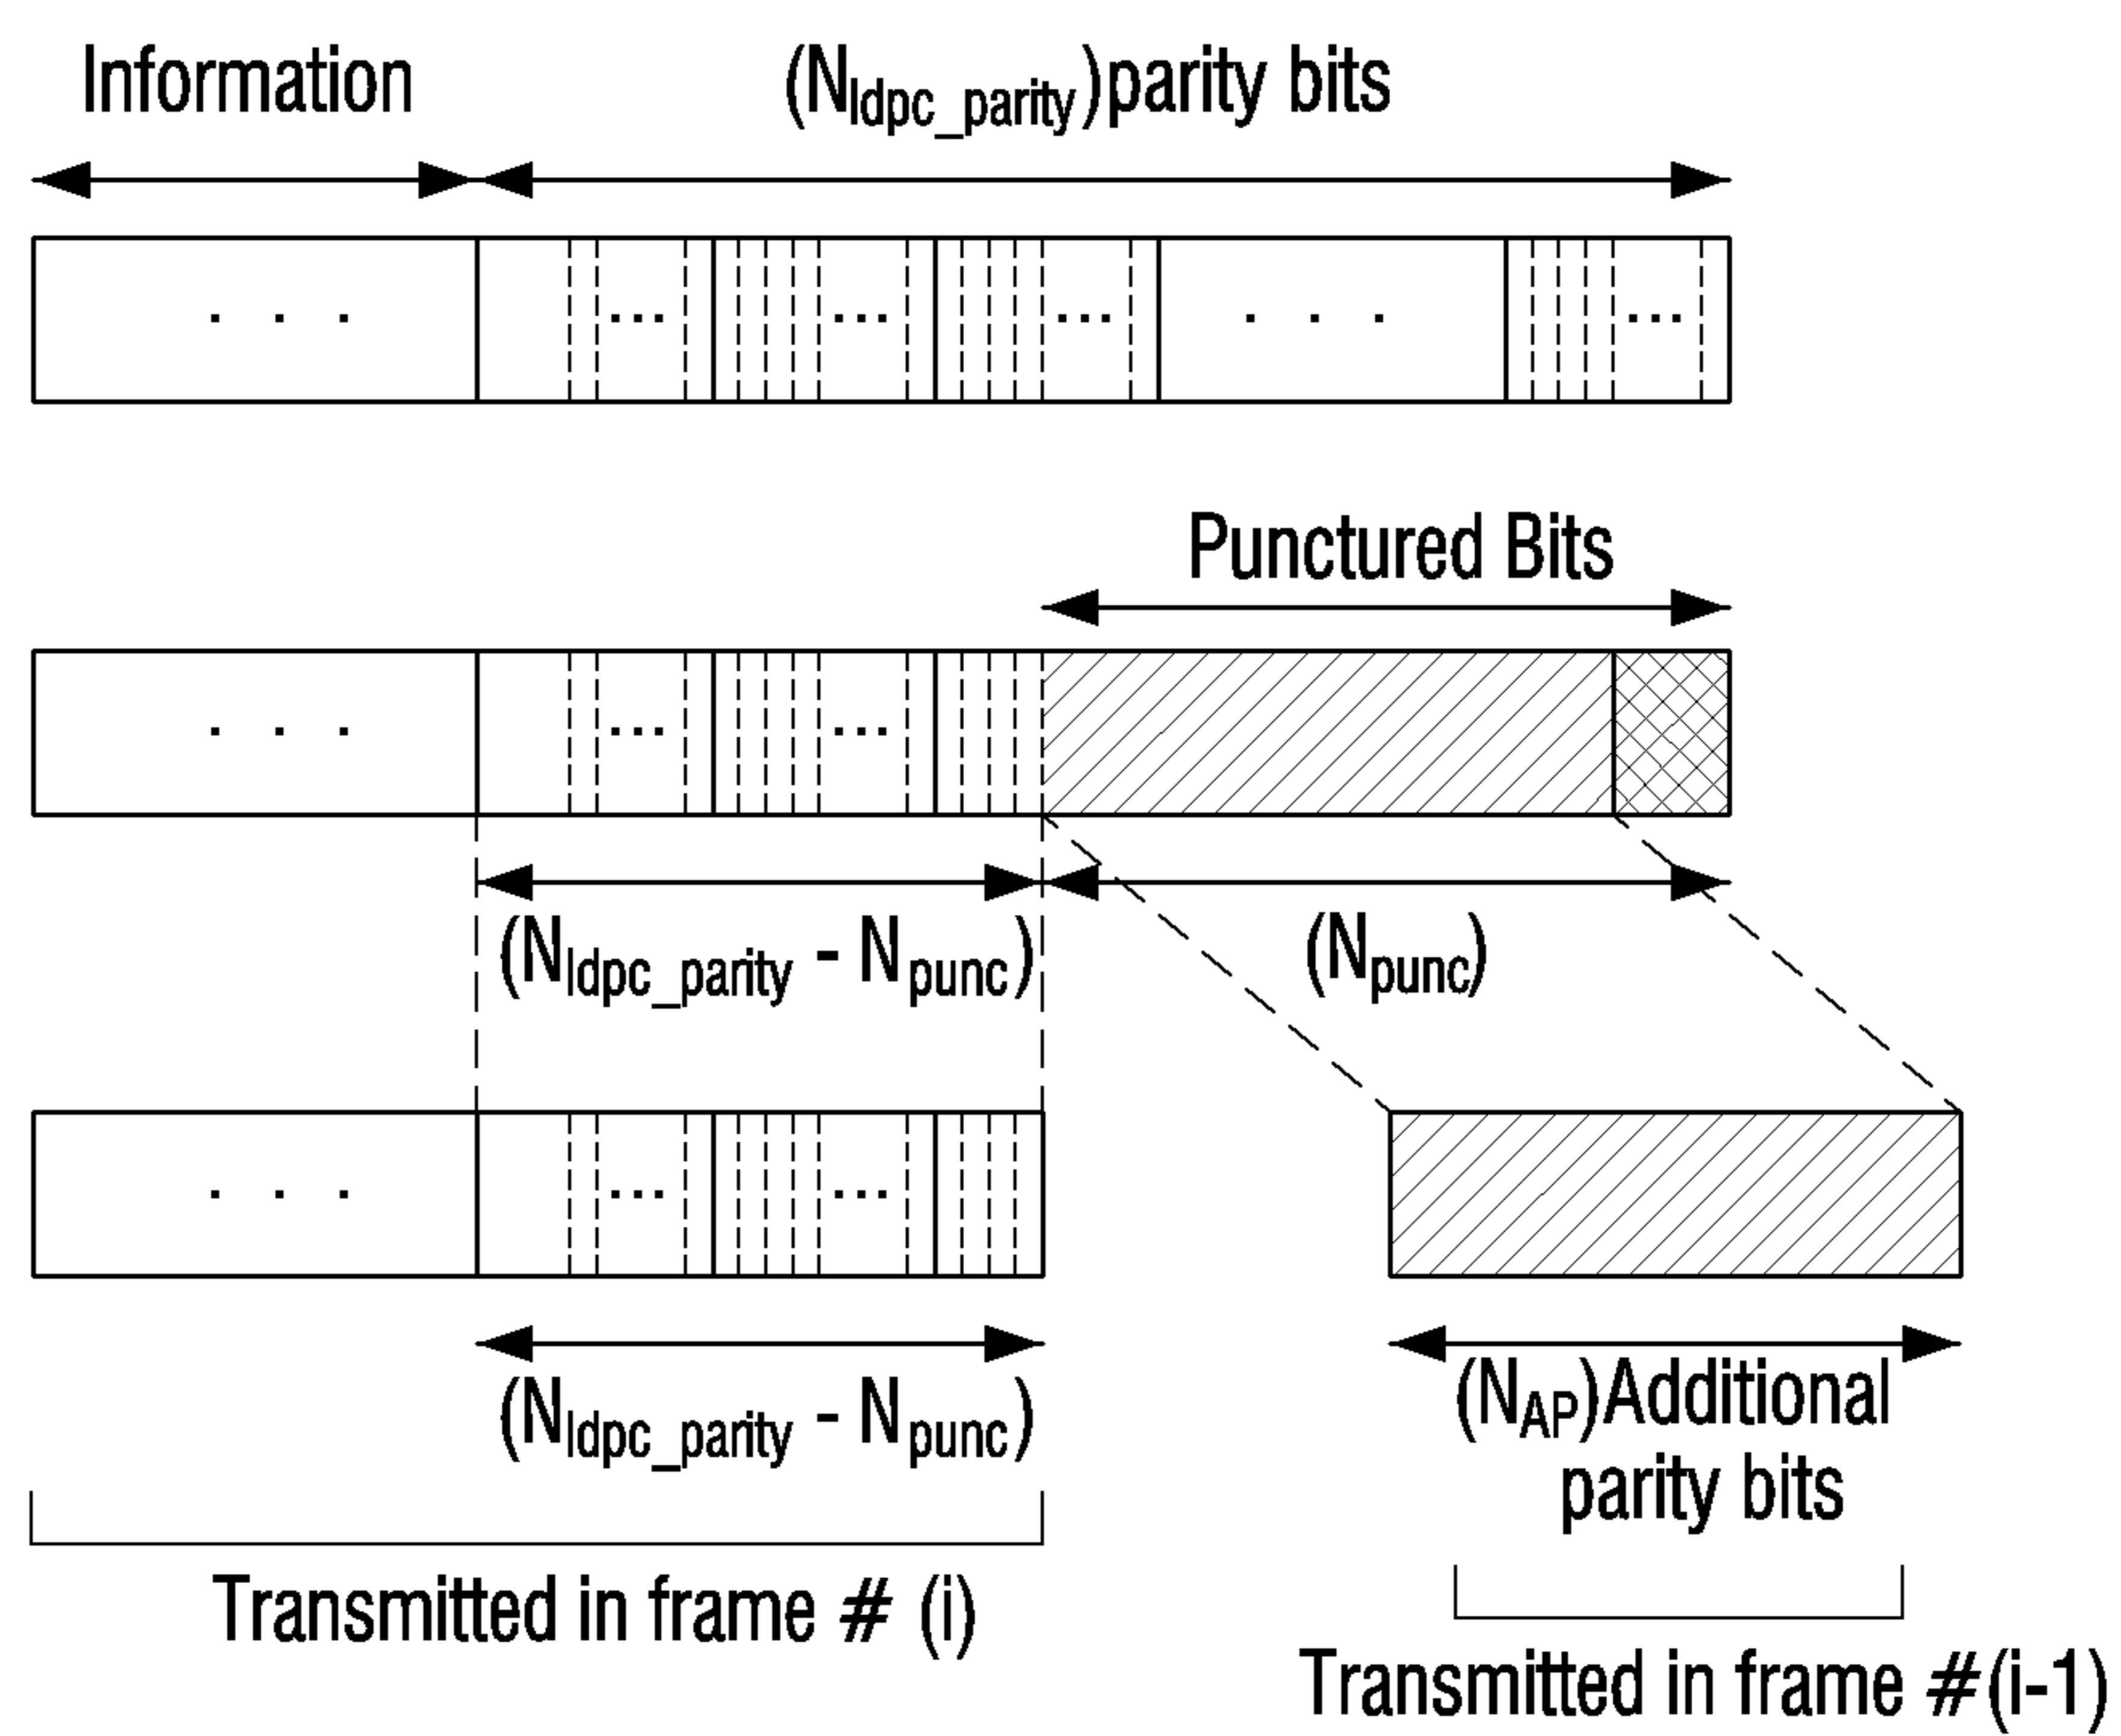 Information
(Nldpc_parity)parity bits
. . .
...
...
...
. . .
...
Punctured Bits
. . .
...
...
(Nldpc_parity - Npunc)
(Npunc)
. . .
...
...
(Nldpc_parity - Npunc)
(NAP)Additional
parity bits
Transmitted in frame # (i)
Transmitted in frame #(i-1)